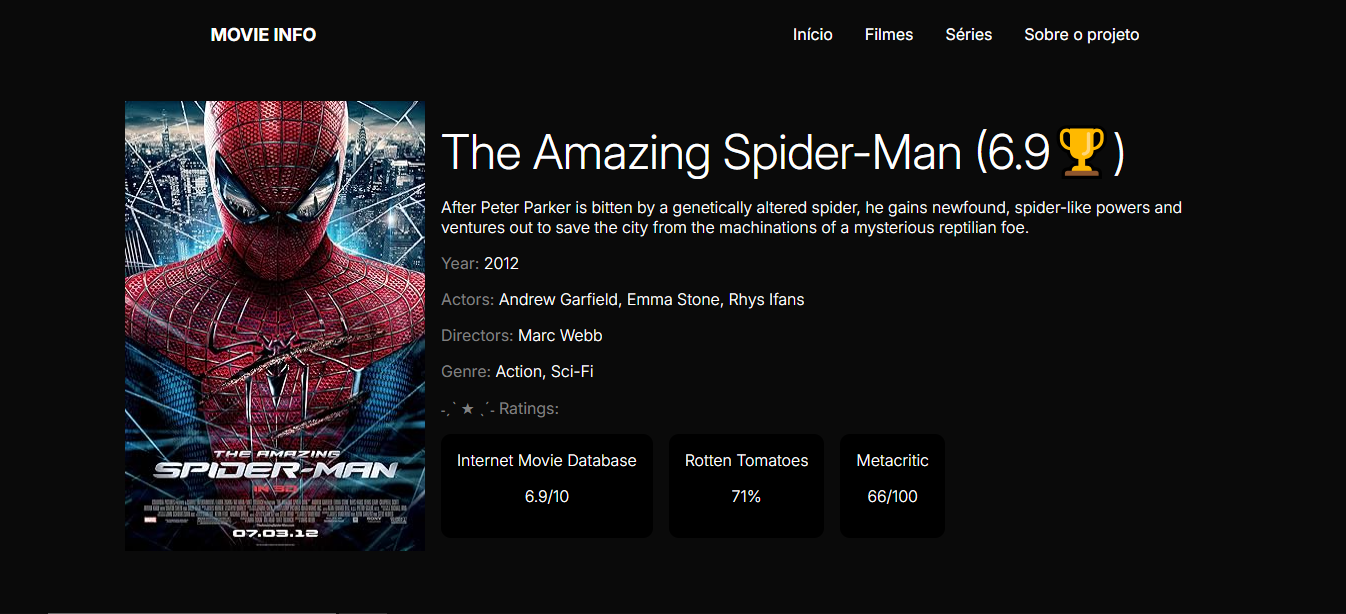 MOVIE INFO
Início Filmes Séries Sobre o projeto
The Amazing Spider-Man (6.9🏆)
After Peter Parker is bitten by a genetically altered spider, he gains newfound, spider-like powers and
ventures out to save the city from the machinations of a mysterious reptilian foe.
Year: 2012
Actors: Andrew Garfield, Emma Stone, Rhys Ifans
Directors: Marc Webb
Genre: Action, Sci-Fi
˗ˏˋ ★ ˎˊ˗ Ratings:
Internet Movie Database
6.9/10
Rotten Tomatoes
71%
Metacritic
66/100
THE AMAZING
SPIDER-MAN
IN 3D
07.03.12